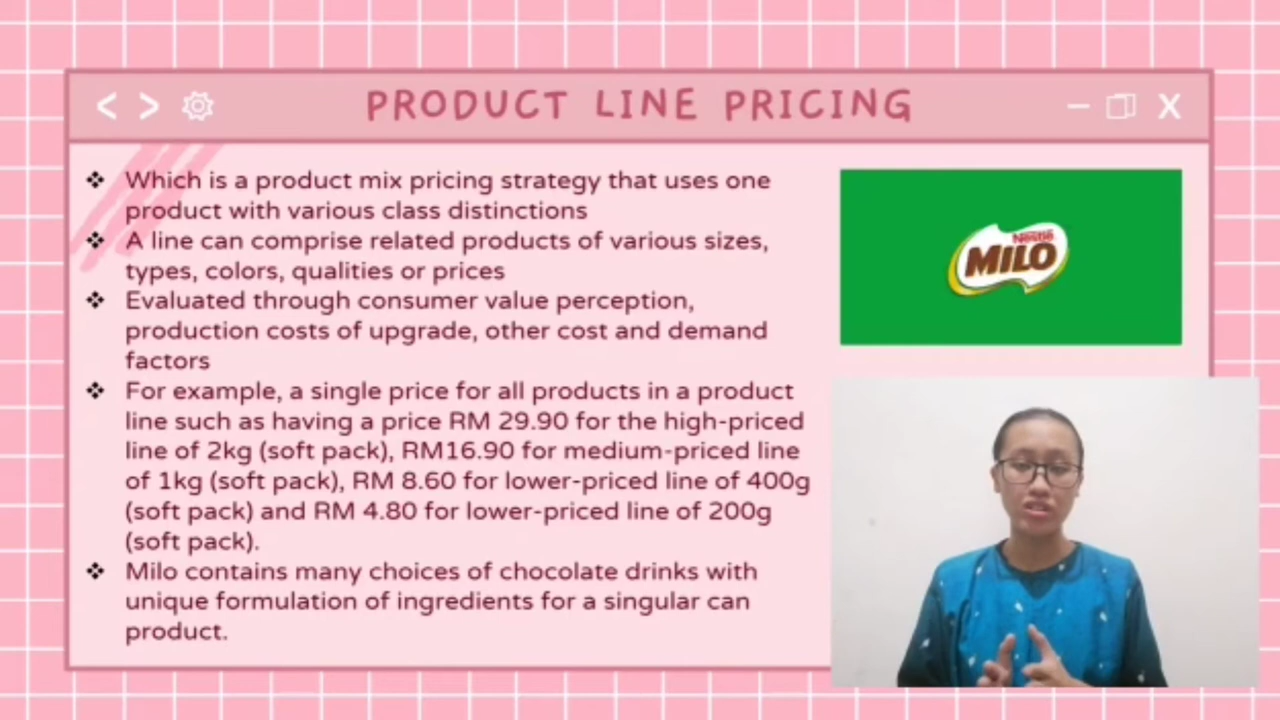 PRODUCT LINE PRICING
Which is a product mix pricing strategy that uses one
product with various class distinctions
A line can comprise related products of various sizes,
types, colors, qualities or prices
Evaluated through consumer value perception,
production costs of upgrade, other cost and demand
factors
For example, a single price for all products in a product
line such as having a price RM 29.90 for the high-priced
line of 2kg (soft pack), RM16.90 for medium-priced line
of 1kg (soft pack), RM 8.60 for lower-priced line of 400g
(soft pack) and RM 4.80 for lower-priced line of 200g
(soft pack).
Milo contains many choices of chocolate drinks with
unique formulation of ingredients for a singular can
product.
Nestle
MILO